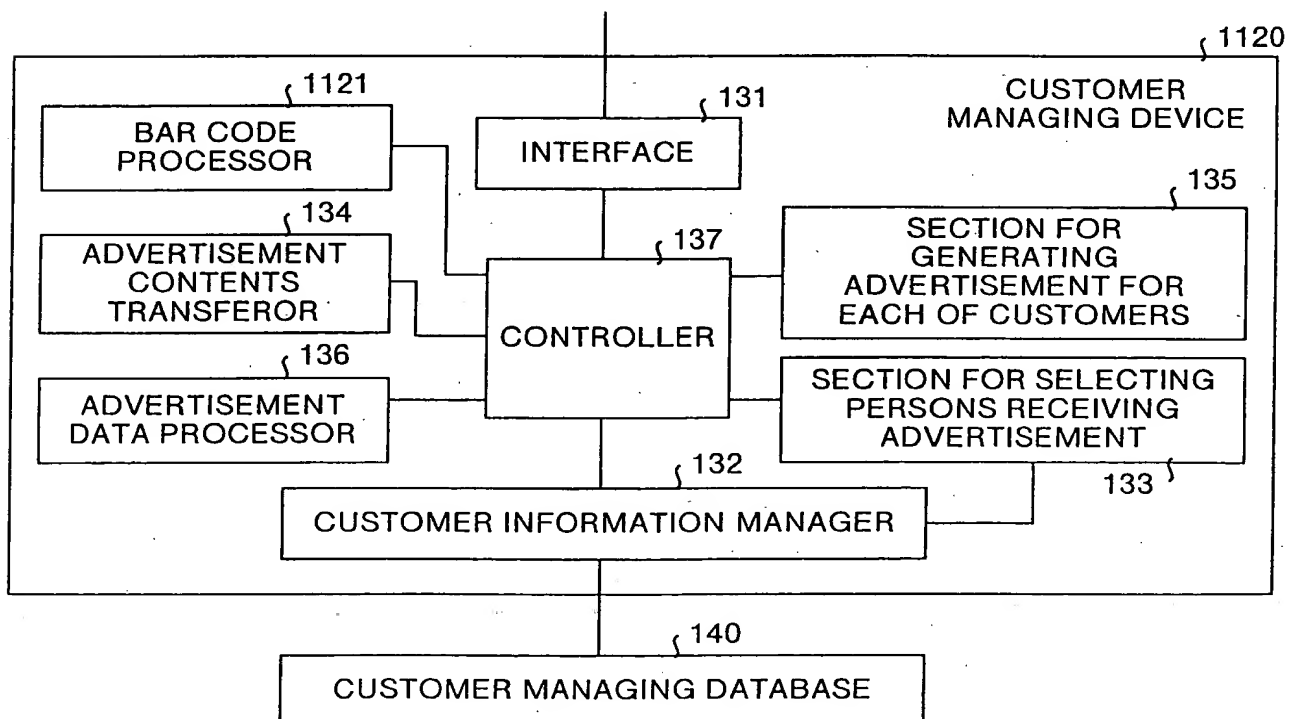 1120
CUSTOMER
MANAGING DEVICE
1121
BAR CODE
PROCESSOR
131
INTERFACE
135
SECTION FOR
GENERATING
ADVERTISEMENT FOR
EACH OF CUSTOMERS
134
ADVERTISEMENT
CONTENTS
TRANSFEROR
137
CONTROLLER
136
ADVERTISEMENT
DATA PROCESSOR
SECTION FOR SELECTING
PERSONS RECEIVING
ADVERTISEMENT
133
132
CUSTOMER INFORMATION MANAGER
140
CUSTOMER MANAGING DATABASE